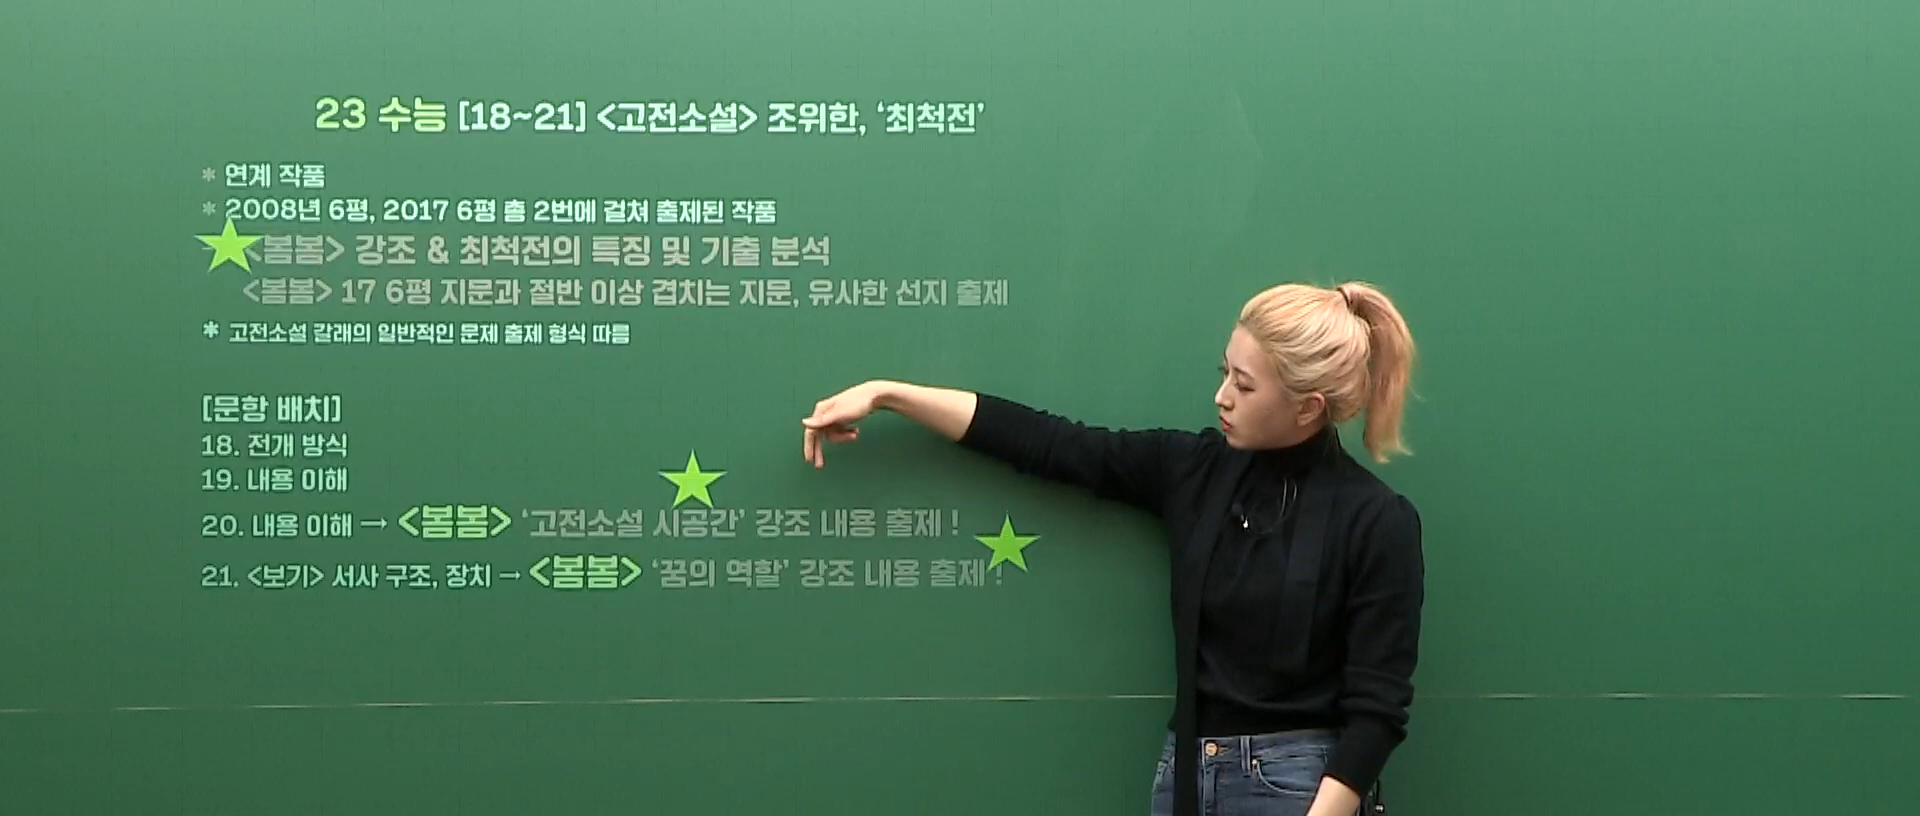 23 수능 [18~21] <고전소설> 조위한, ‘최척전’
* 연계 작품
* 2008년 6평, 2017 6평 총 2번에 걸쳐 출제된 작품
<봄봄> 강조 & 최척전의 특징 및 기출 분석
<봄봄> 17 6평 지문과 절반 이상 겹치는 지문, 유사한 선지 출제
* 고전소설 갈래의 일반적인 문제 출제 형식 따름
[문항 배치]
18. 전개 방식
19. 내용 이해
20. 내용 이해 → <봄봄> ‘고전소설 시공간’ 강조 내용 출제 !
21. <보기> 서사 구조, 장치 → <봄봄> ‘꿈의 역할’ 강조 내용 출제 !